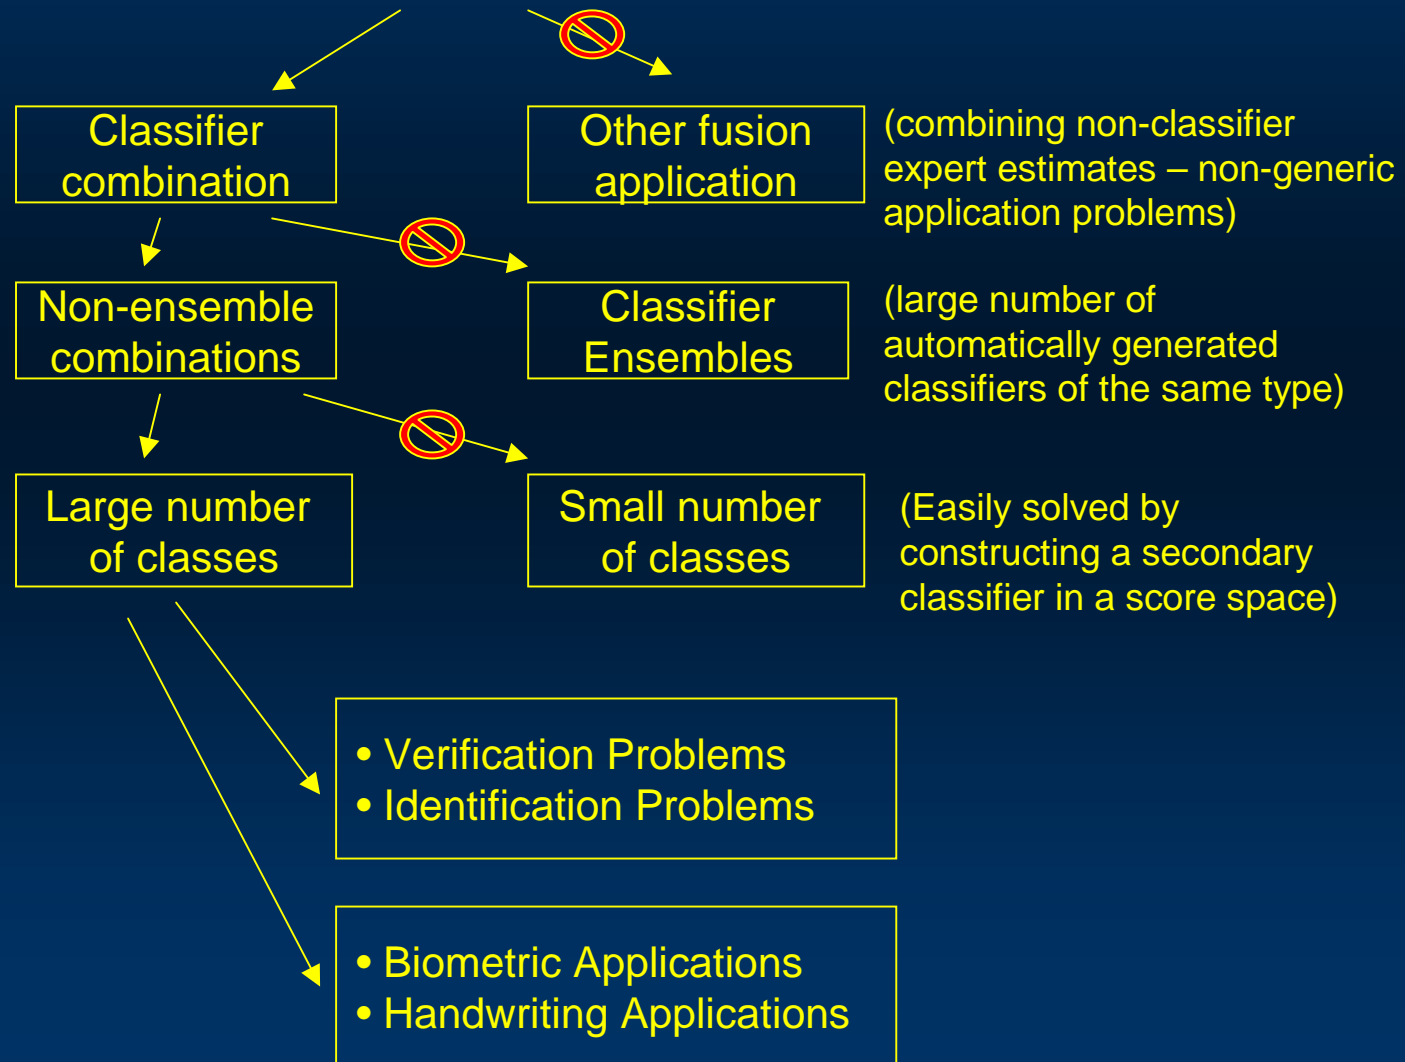 Classifier
combination
Other fusion
application
(combining non-classifier
expert estimates – non-generic
application problems)
Non-ensemble
combinations
Classifier
Ensembles
(large number of
automatically generated
classifiers of the same type)
Large number
of classes
Small number
of classes
(Easily solved by
constructing a secondary
classifier in a score space)
• Verification Problems
• Identification Problems
• Biometric Applications
• Handwriting Applications